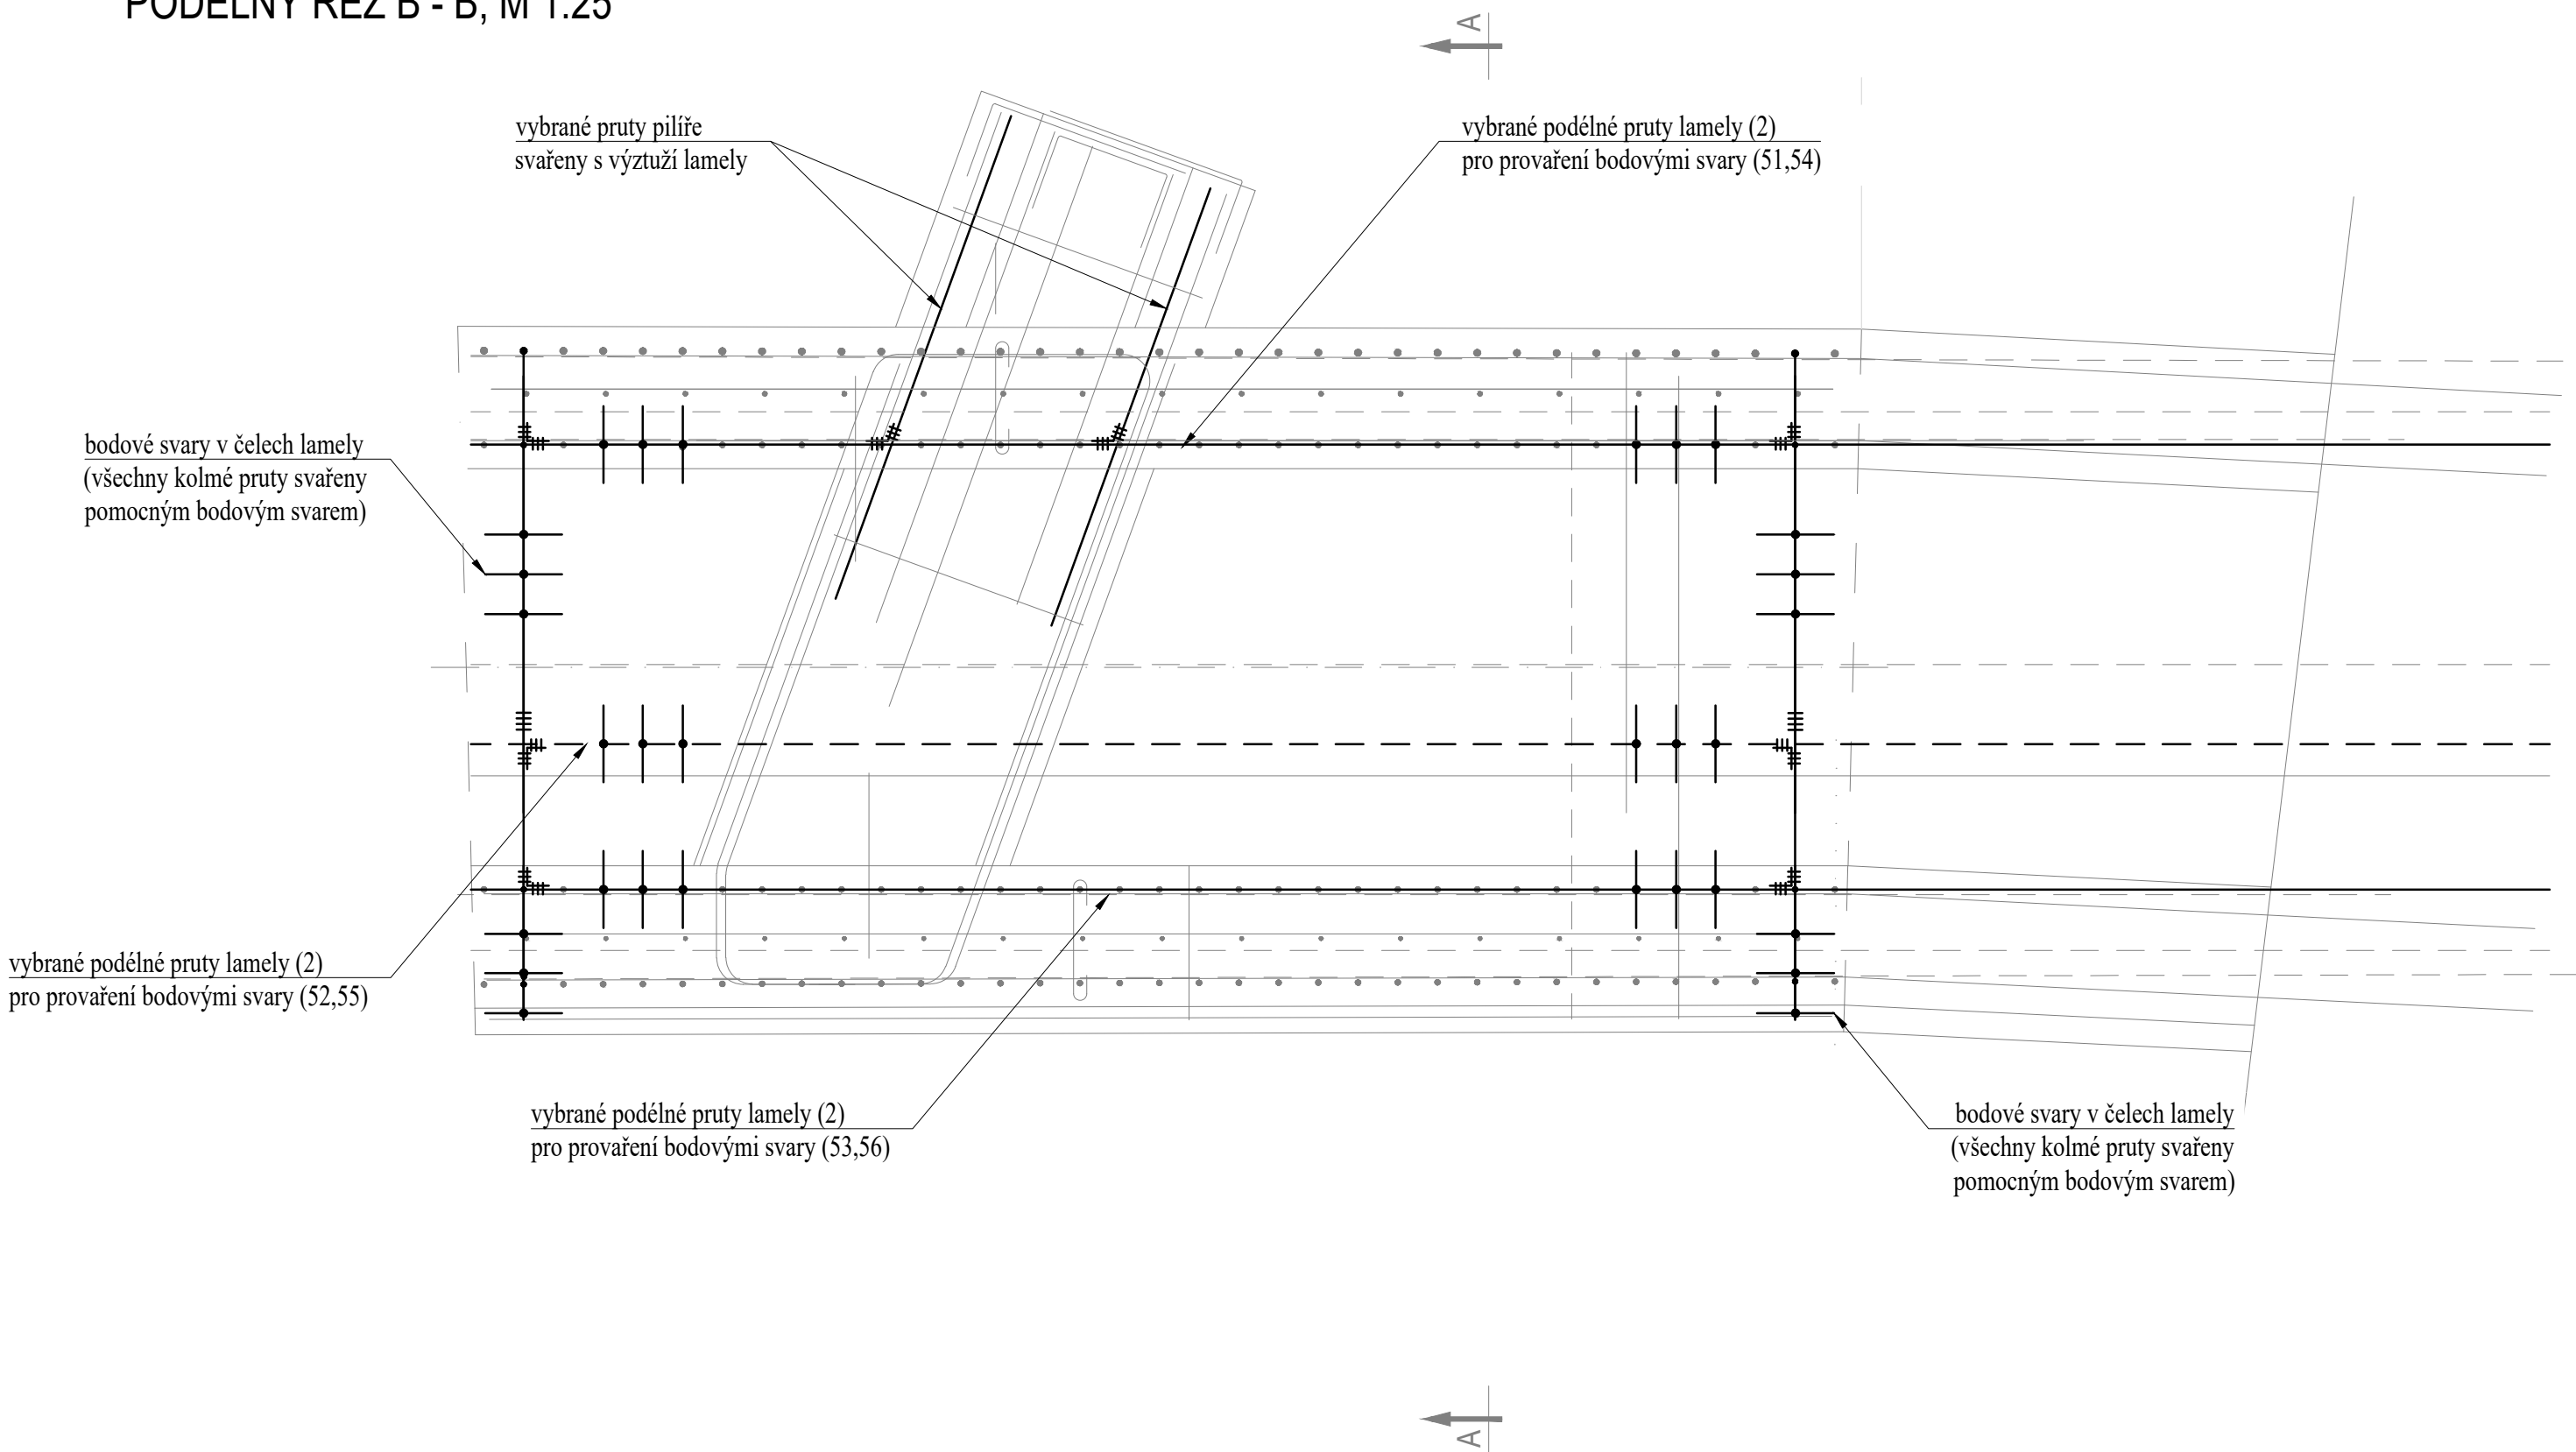 PODÉLNÝ ŘEZ B - B, M 1:25
A
vybrané pruty pilíře
svařeny s výztuží lamely
vybrané podélné pruty lamely (2)
pro provaření bodovými svary (51,54)
bodové svary v čelech lamely
(všechny kolmé pruty svařeny
pomocným bodovým svarem)
vybrané podélné pruty lamely (2)
pro provaření bodovými svary (52,55)
vybrané podélné pruty lamely (2)
pro provaření bodovými svary (53,56)
bodové svary v čelech lamely
(všechny kolmé pruty svařeny
pomocným bodovým svarem)
A